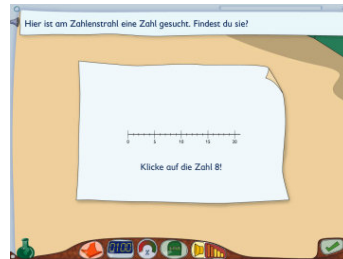 Hier ist am Zahlenstrahl eine Zahl gesucht. Findest du sie?
0 5 10 15 20
Klicke auf die Zahl 8!
0100